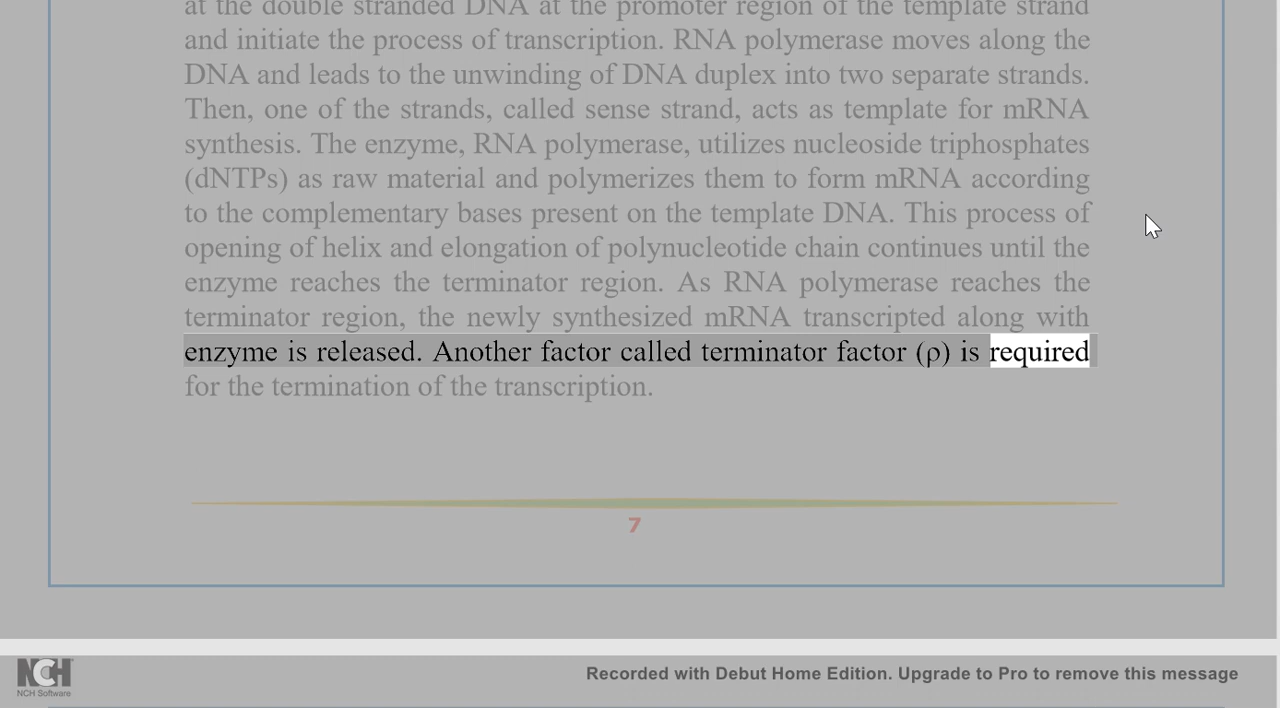 at the double stranded DNA at the promoter region of the template strand
and initiate the process of transcription. RNA polymerase moves along the
DNA and leads to the unwinding of DNA duplex into two separate strands.
Then, one of the strands, called sense strand, acts as template for mRNA
synthesis. The enzyme, RNA polymerase, utilizes nucleoside triphosphates
(dNTPs) as raw material and polymerizes them to form mRNA according
to the complementary bases present on the template DNA. This process of
opening of helix and elongation of polynucleotide chain continues until the
enzyme reaches the terminator region. As RNA polymerase reaches the
terminator region, the newly synthesized mRNA transcripted along with
enzyme is released. Another factor called terminator factor (ρ) is required
for the termination of the transcription.
7
NCH
NCH Software
Recorded with Debut Home Edition. Upgrade to Pro to remove this message